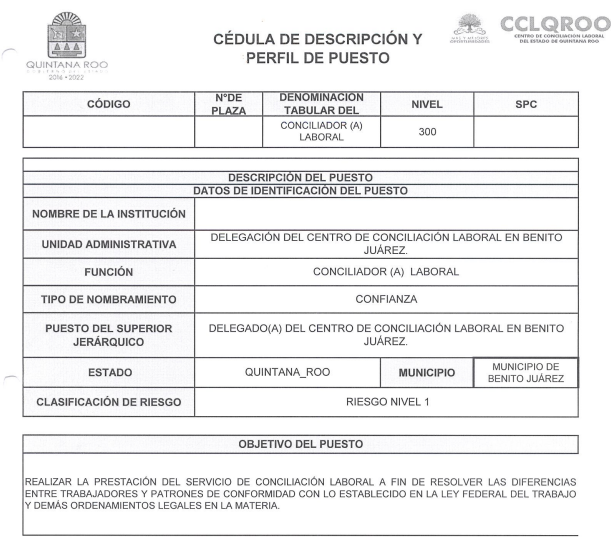 QUINTANA ROO
2016 • 2022
CÉDULA DE DESCRIPCIÓN Y
PERFIL DE PUESTO
CCLQROO
CENTRO DE CONCILIACIÓN LABORAL
DEL ESTADO DE QUINTANA ROO
CÓDIGO
N°DE
PLAZA
DENOMINACIÓN
TABULAR DEL
NIVEL
SPC
CONCILIADOR (A)
LABORAL
300
DESCRIPCIÓN DEL PUESTO
DATOS DE IDENTIFICACIÓN DEL PUESTO
NOMBRE DE LA INSTITUCIÓN
UNIDAD ADMINISTRATIVA
DELEGACIÓN DEL CENTRO DE CONCILIACIÓN LABORAL EN BENITO
JUÁREZ.
FUNCIÓN
CONCILIADOR (A) LABORAL
TIPO DE NOMBRAMIENTO
CONFIANZA
PUESTO DEL SUPERIOR
JERÁRQUICO
DELEGADO(A) DEL CENTRO DE CONCILIACIÓN LABORAL EN BENITO
JUÁREZ.
ESTADO
QUINTANA_ROO
MUNICIPIO
MUNICIPIO DE
BENITO JUÁREZ
CLASIFICACIÓN DE RIESGO
RIESGO NIVEL 1
OBJETIVO DEL PUESTO
REALIZAR LA PRESTACIÓN DEL SERVICIO DE CONCILIACIÓN LABORAL A FIN DE RESOLVER LAS DIFERENCIAS
ENTRE TRABAJADORES Y PATRONES DE CONFORMIDAD CON LO ESTABLECIDO EN LA LEY FEDERAL DEL TRABAJO
Y DEMÁS ORDENAMIENTOS LEGALES EN LA MATERIA.